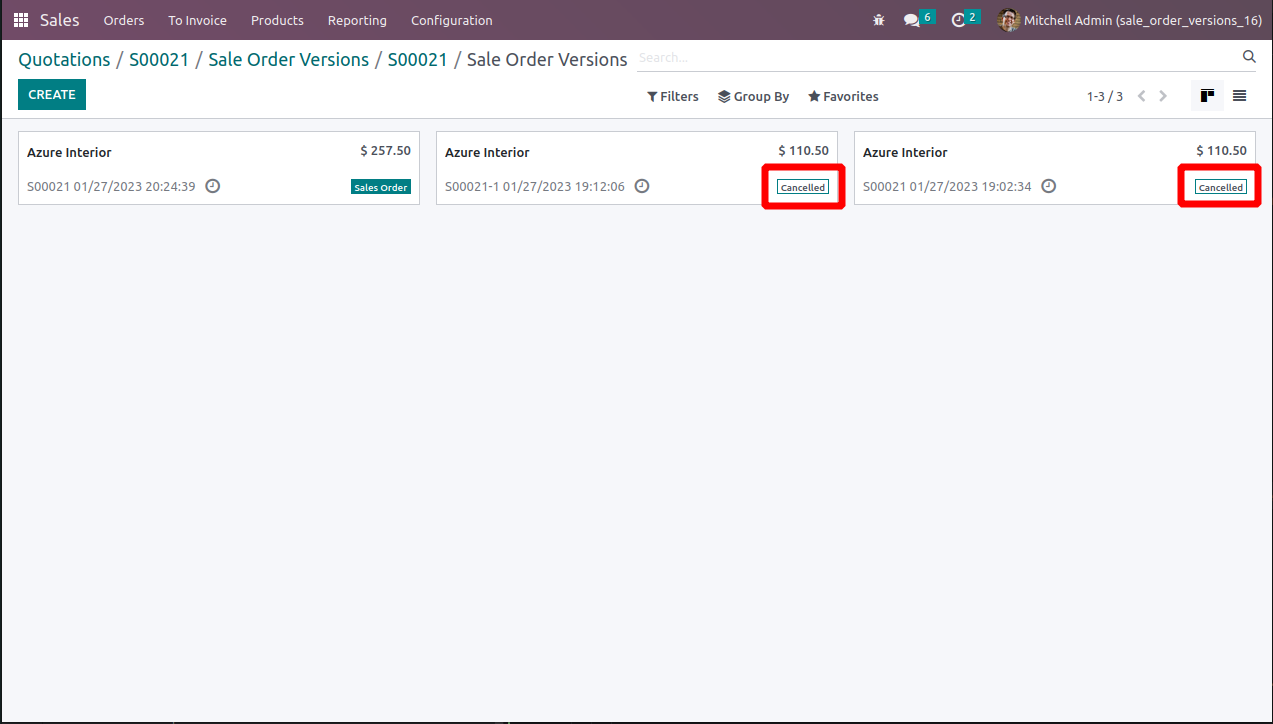 Sales Orders To Invoice Products Reporting Configuration 6 2 Mitchell Admin (sale_order_versions_16)
Quotations / S00021 / Sale Order Versions / S00021 / Sale Order Versions Search...
CREATE Filters Group By Favorites 1-3 / 3
Azure Interior $ 257.50
S00021 01/27/2023 20:24:39 Sales Order
Azure Interior $ 110.50
S00021-1 01/27/2023 19:12:06 Cancelled
Azure Interior $ 110.50
S00021 01/27/2023 19:02:34 Cancelled